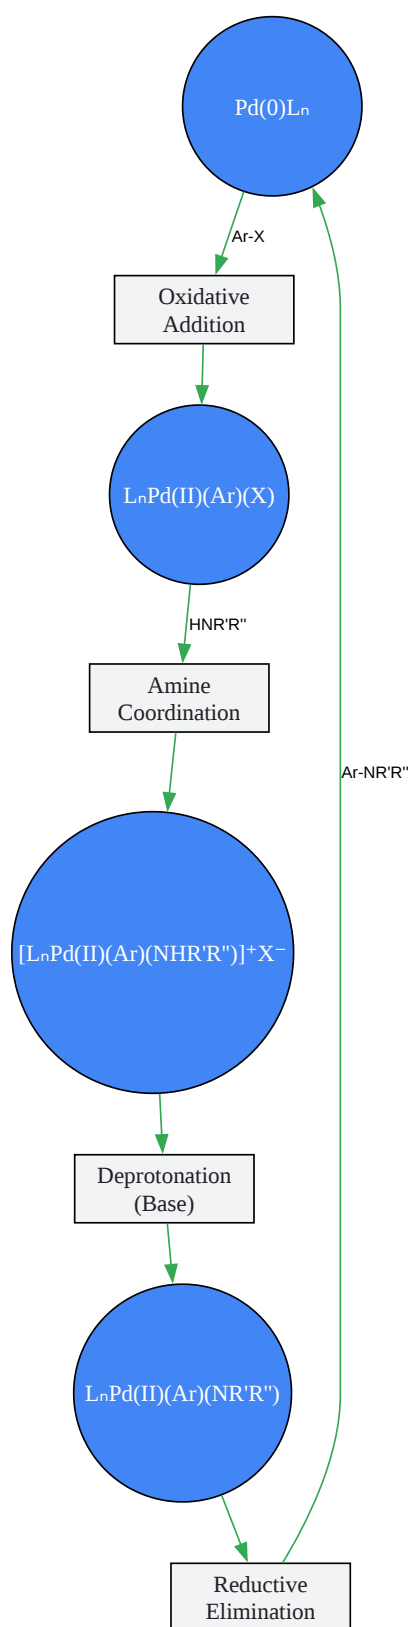 Pd(0)Lₙ
Ar-X
Oxidative
Addition
LₙPd(II)(Ar)(X)
HNR'R''
Amine
Coordination
[LₙPd(II)(Ar)(NHR'R'')]⁺X⁻
Ar-NR'R''
Deprotonation
(Base)
LₙPd(II)(Ar)(NR'R'')
Reductive
Elimination